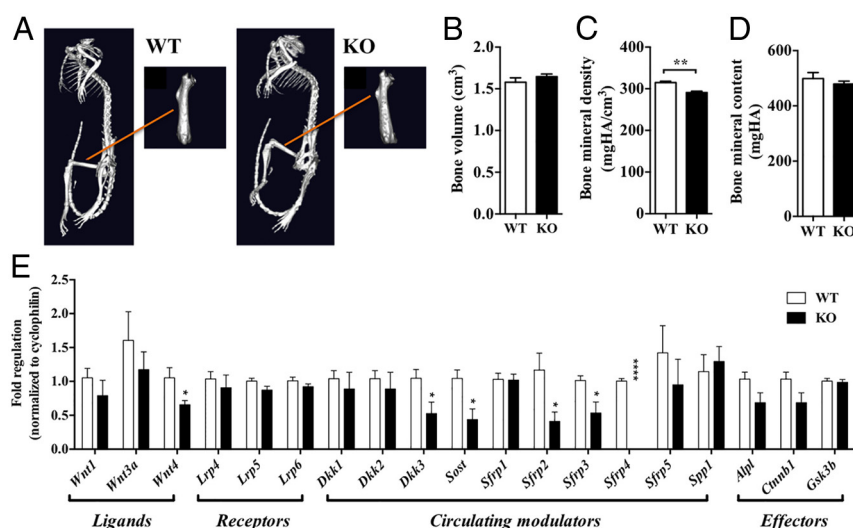 A
WT
KO
B
Bone volume (cm3)
2.0
1.5
1.0
0.5
0.0
WT KO
C
Bone mineral density
(mgHA/cm3)
400
300
200
100
0
**
WT KO
D
Bone mineral content
(mgHA)
600
400
200
0
WT KO
E
Fold regulation
(normalized to cyclophilin)
2.5
2.0
1.5
1.0
0.5
0.0
WT
KO
* * * * * ****
Wnt1 Wnt3a Wnt4 Lrp4 Lrp5 Lrp6 Dkk1 Dkk2 Dkk3 Sost Sfrp1 Sfrp2 Sfrp3 Sfrp4 Sfrp5 Spp1 Alpl Ctnnb1 Gsk3b
Ligands Receptors Circulating modulators Effectors